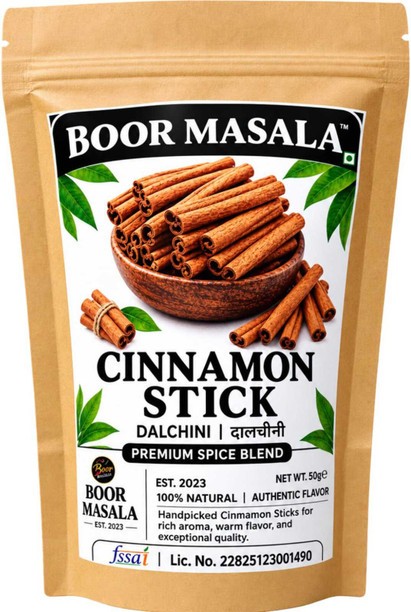 BOOR MASALA™
CINNAMON
STICK
DALCHINI | दालचीनी
PREMIUM SPICE BLEND
Boor
BOOR
MASALA
EST. 2023
EST. 2023
NET WT. 50g℮
100% NATURAL | AUTHENTIC FLAVOR
Handpicked Cinnamon Sticks for
rich aroma, warm flavor, and
exceptional quality.
fssai | Lic. No. 22825123001490